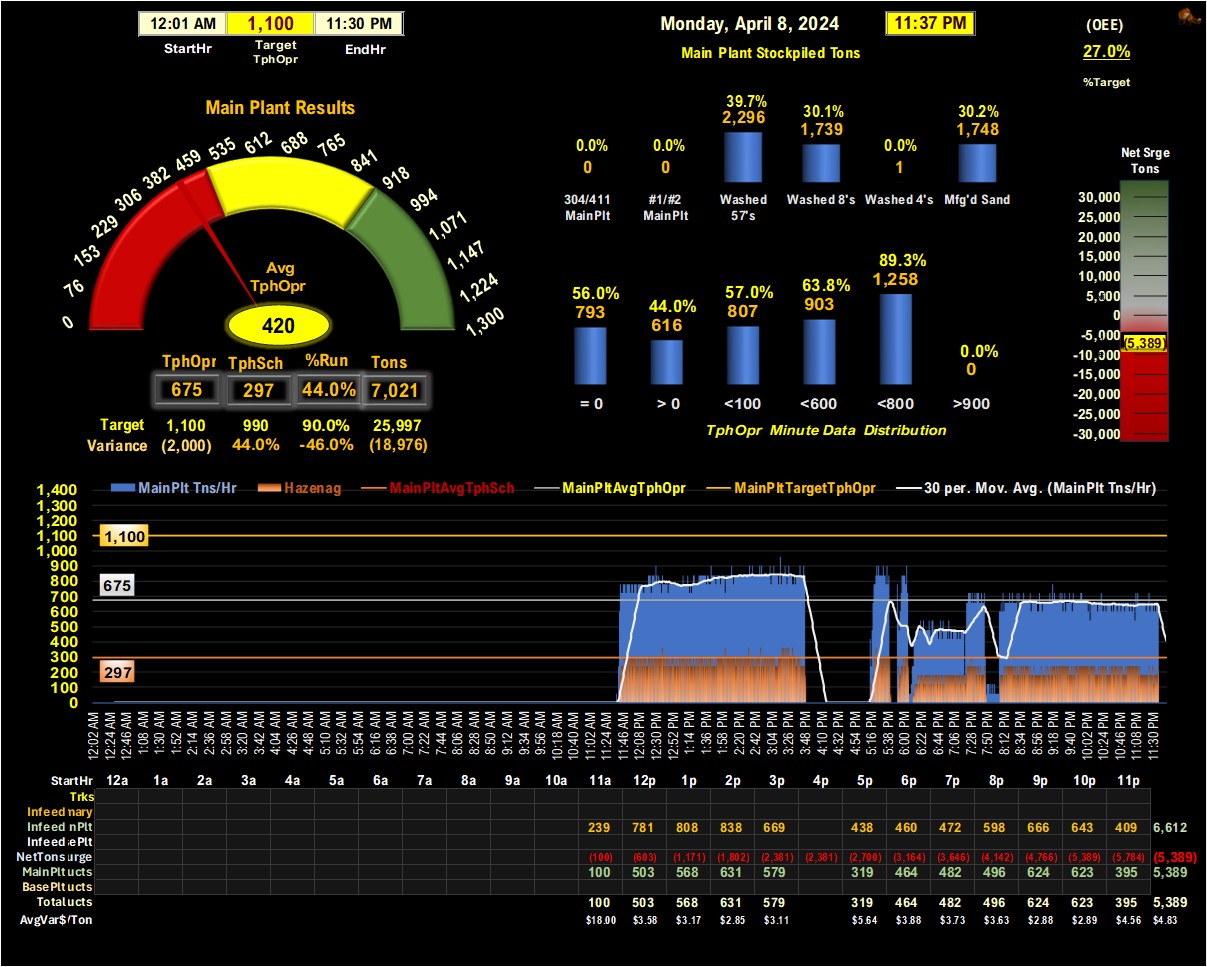 12:01 AM 1,100 11:30 PM
StartHr Target TphOpr EndHr
Monday, April 8, 2024 11:37 PM
Main Plant Stockpiled Tons
(OEE)
27.0%
%Target
Main Plant Results
0 76 153 229 306 382 459 535 612 688 765 841 918 994 1,071 1,147 1,224 1,300
Avg
TphOpr
420
TphOpr TphSch %Run Tons
675 297 44.0% 7,021
Target 1,100 990 90.0% 25,997
Variance (2,000) 44.0% -46.0% (18,976)
0.0% 0.0% 39.7% 30.1% 0.0% 30.2%
0 0 2,296 1,739 1 1,748
304/411 #1/#2 Washed Washed 8's Washed 4's Mfg'd Sand
MainPlt MainPlt 57's
56.0% 44.0% 57.0% 63.8% 89.3% 0.0%
793 616 807 903 1,258 0
= 0 > 0 <100 <600 <800 >900
TphOpr Minute Data Distribution
Net Srge
Tons
30,000
25,000
20,000
15,000
10,000
5,000
0
-5,000
(5,389)
-10,000
-15,000
-20,000
-25,000
-30,000
MainPlt Tns/Hr Hazenag MainPltAvgTphSch MainPltAvgTphOpr MainPltTargetTphOpr 30 per. Mov. Avg. (MainPlt Tns/Hr)
1,400
1,300
1,200
1,100 1,100
1,000
900
800
700 675
600
500
400
300
200 297
100
0
12:02 AM 12:24 AM 12:46 AM 1:08 AM 1:30 AM 1:52 AM 2:14 AM 2:36 AM 2:58 AM 3:20 AM 3:42 AM 4:04 AM 4:26 AM 4:48 AM 5:10 AM 5:32 AM 5:54 AM 6:16 AM 6:38 AM 7:00 AM 7:22 AM 7:44 AM 8:06 AM 8:28 AM 8:50 AM 9:12 AM 9:34 AM 9:56 AM 10:18 AM 10:40 AM 11:02 AM 11:24 AM 11:46 AM 12:08 PM 12:30 PM 12:52 PM 1:14 PM 1:36 PM 1:58 PM 2:20 PM 2:42 PM 3:04 PM 3:26 PM 3:48 PM 4:10 PM 4:32 PM 4:54 PM 5:16 PM 5:38 PM 6:00 PM 6:22 PM 6:44 PM 7:06 PM 7:28 PM 7:50 PM 8:12 PM 8:34 PM 8:56 PM 9:18 PM 9:40 PM 10:02 PM 10:24 PM 10:46 PM 11:08 PM 11:30 PM
StartHr 12a 1a 2a 3a 4a 5a 6a 7a 8a 9a 10a 11a 12p 1p 2p 3p 4p 5p 6p 7p 8p 9p 10p 11p
Trks
Infeed mary
Infeed nPlt 239 781 808 838 669 438 460 472 598 666 643 409 6,612
Infeed ePlt
NetTons urge (100) (603) (1,171) (1,802) (2,381) (2,381) (2,700) (3,164) (3,646) (4,142) (4,766) (5,389) (5,784) (5,389)
MainPlt ucts 100 503 568 631 579 319 464 482 496 624 623 395 5,389
BasePlt ucts
Total ucts 100 503 568 631 579 319 464 482 496 624 623 395 5,389
AvgVar$/Ton $18.00 $3.58 $3.17 $2.85 $3.11 $5.64 $3.88 $3.73 $3.63 $2.88 $2.89 $4.56 $4.83